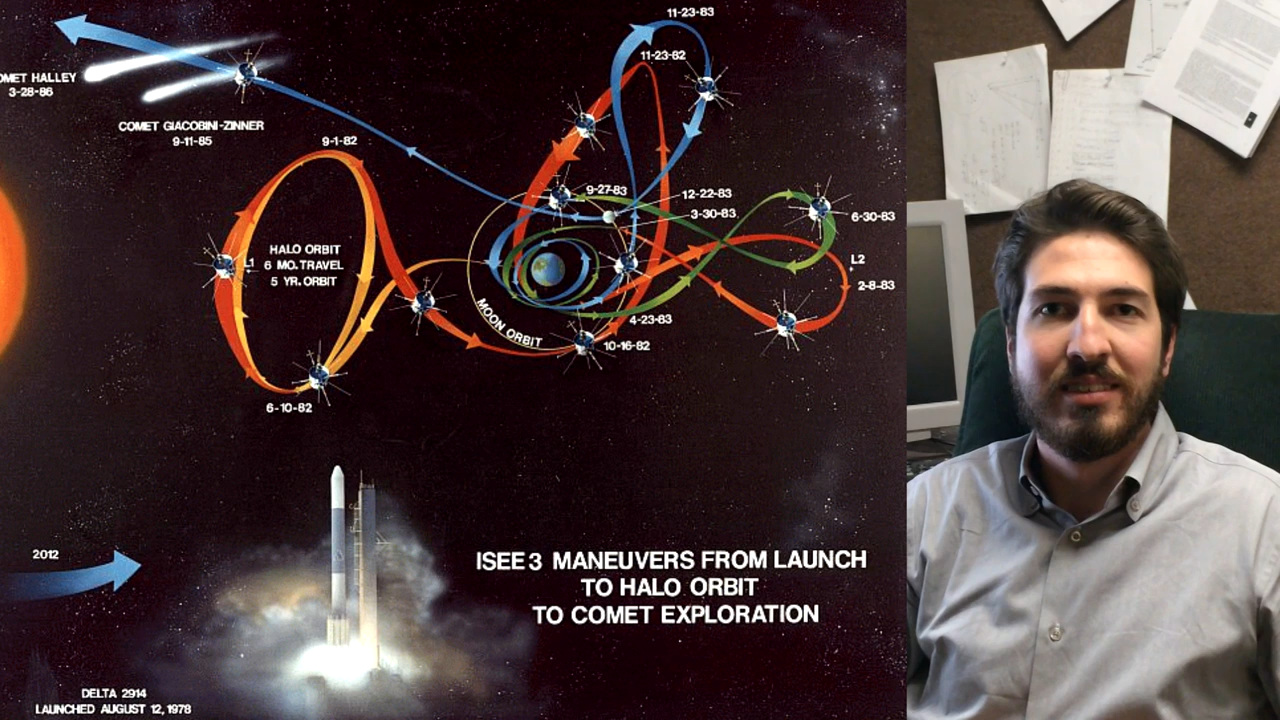 11-23-83
11-23-82
OMET HALLEY
3-28-86
COMET GIACOBINI-ZINNER
9-11-85
9-1-82
9-27-83
12-22-83
3-30-83
6-30-83
HALO ORBIT
L1 6 MO. TRAVEL
5 YR. ORBIT
L2
2-8-83
MOON ORBIT
4-23-83
10-16-82
6-10-82
2012
ISEE 3 MANEUVERS FROM LAUNCH
TO HALO ORBIT
TO COMET EXPLORATION
DELTA 2914
LAUNCHED AUGUST 12, 1978